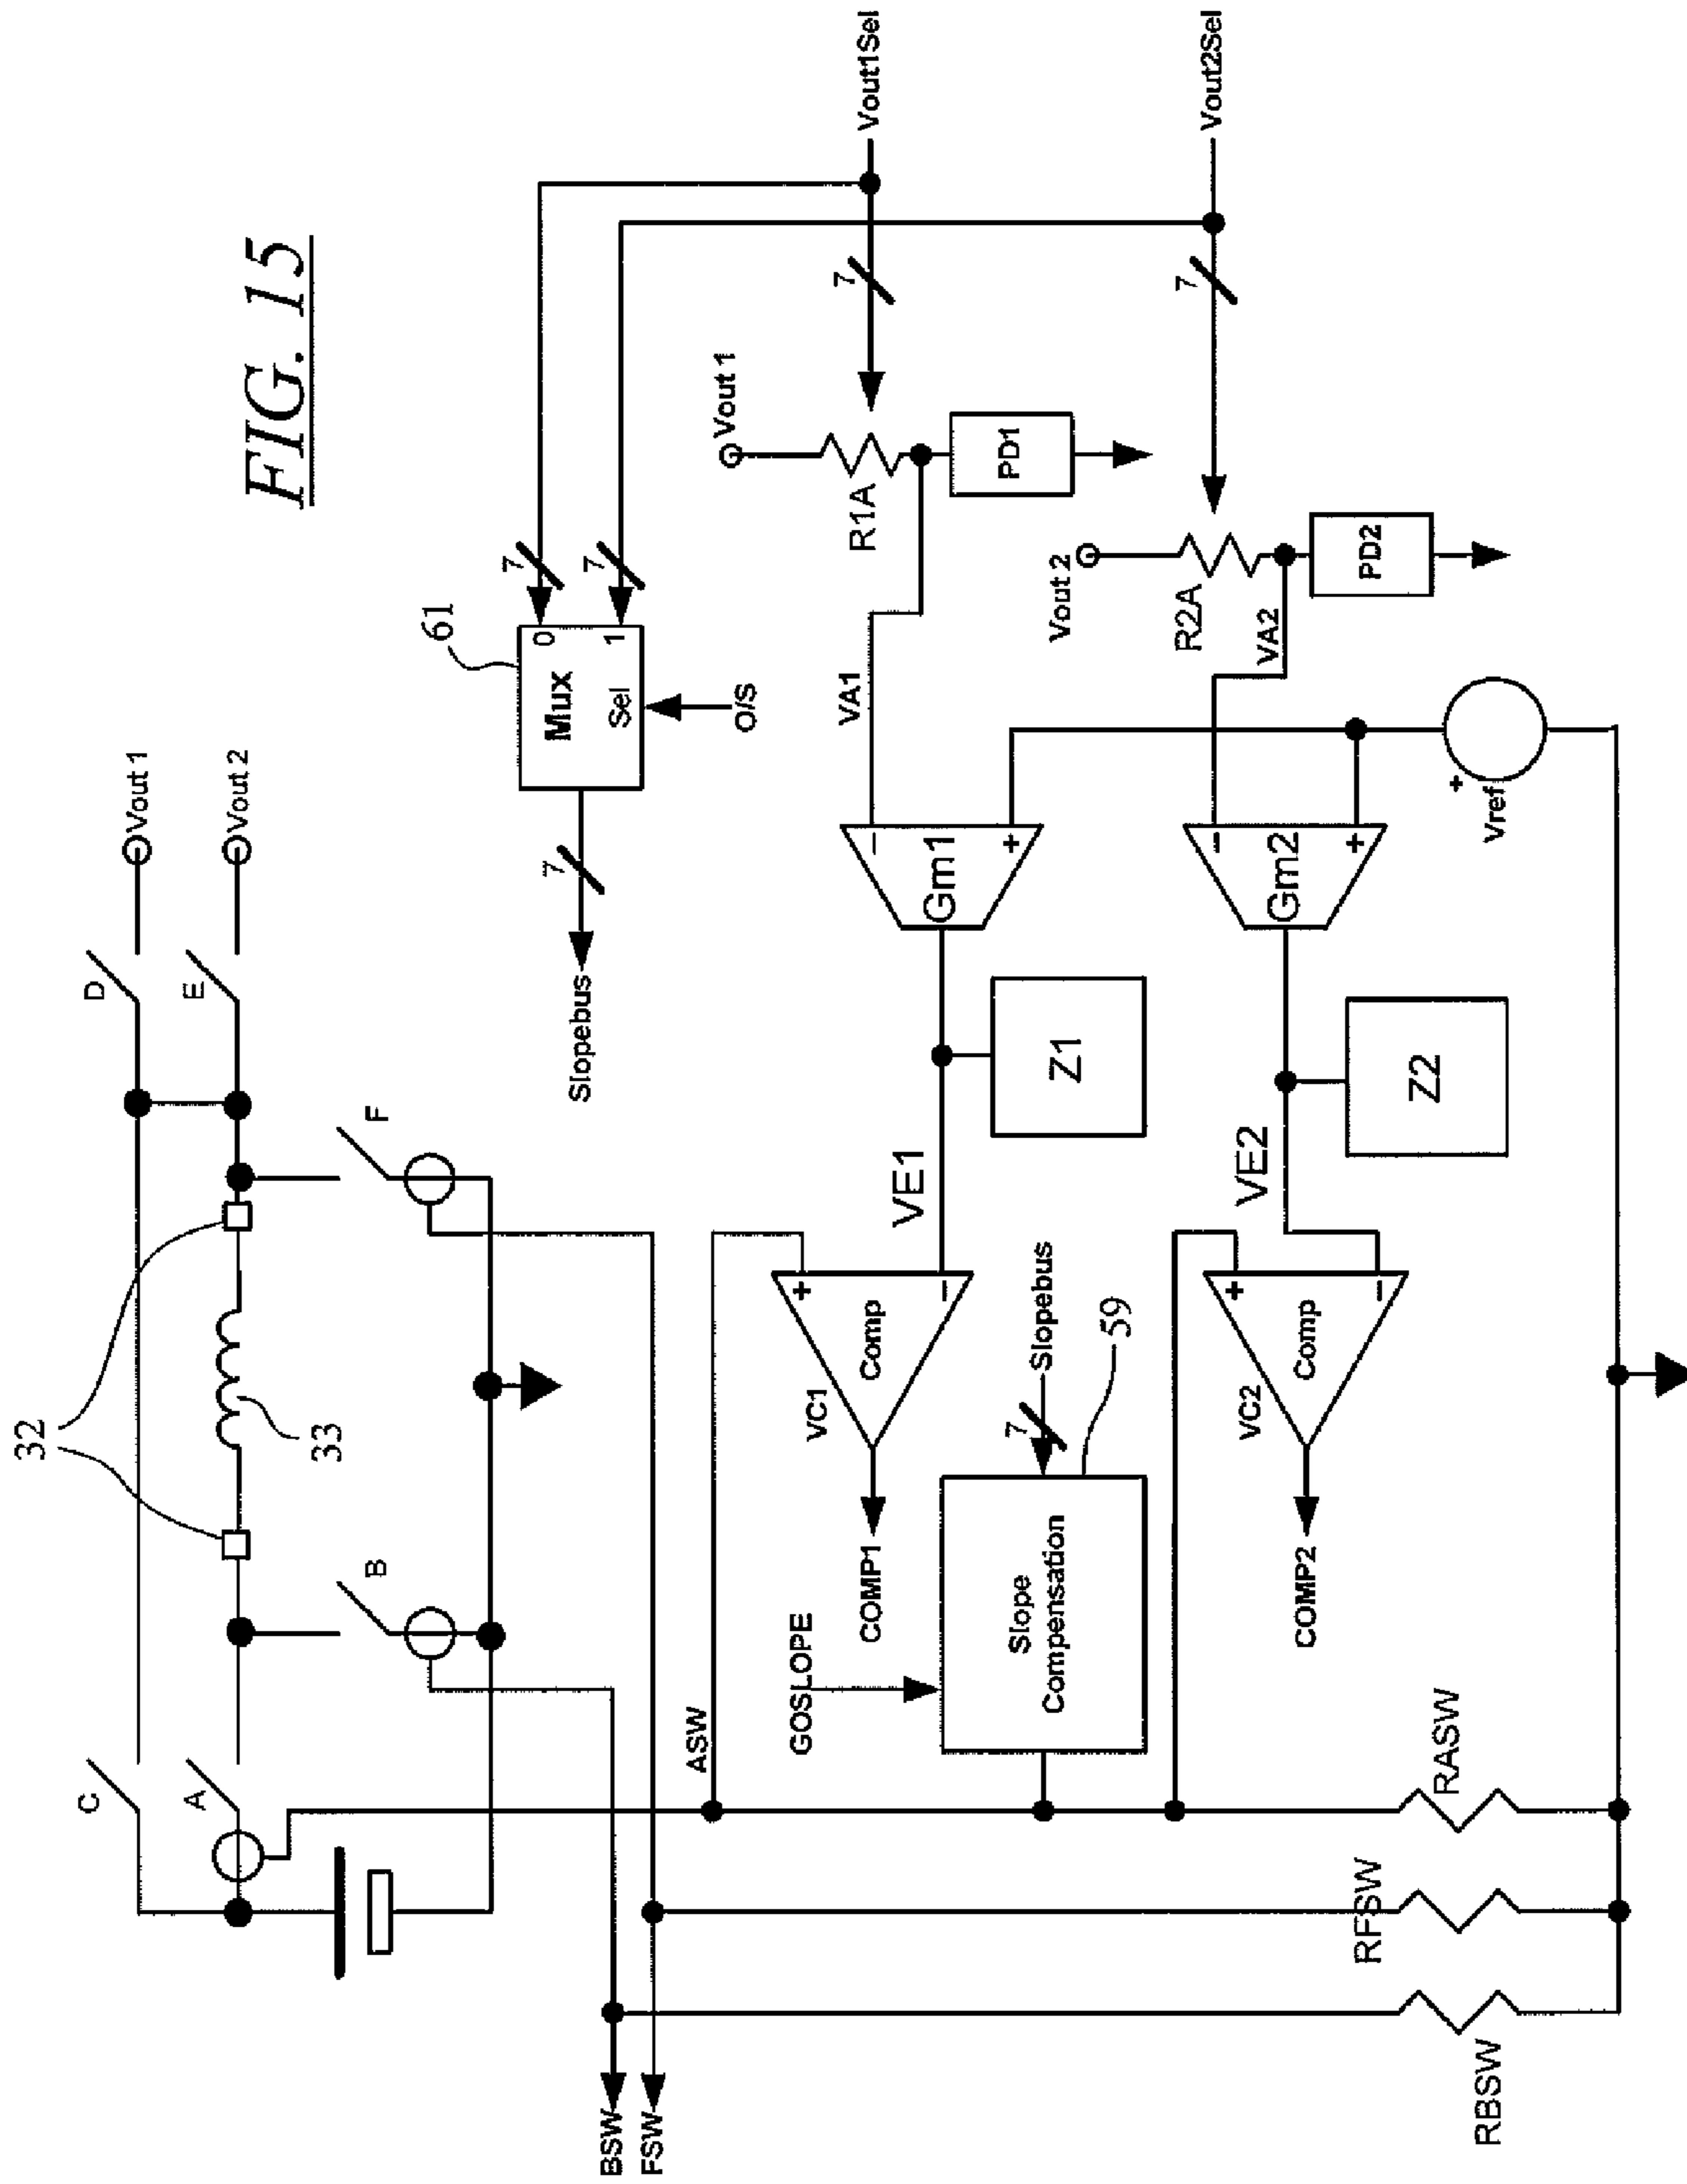 FIG. 15
32
33
C
A
B
F
D
E
Vout 1
Vout 2
BSW
FSW
ASW
Slopebus
7
Mux
0
1
Sel
61
7
7
O/S
Vout1Sel
Vout2Sel
7
7
Vout 1
R1A
PD1
VA1
Vout 2
R2A
PD2
VA2
Gm1
-
+
Gm2
-
+
Vref
+
Z1
Z2
VE1
VE2
VC1
Comp
+
-
COMP1
VC2
Comp
+
-
COMP2
GOSLOPE
Slope
Compensation
7
Slopebus
59
RASW
RFSW
RBSW